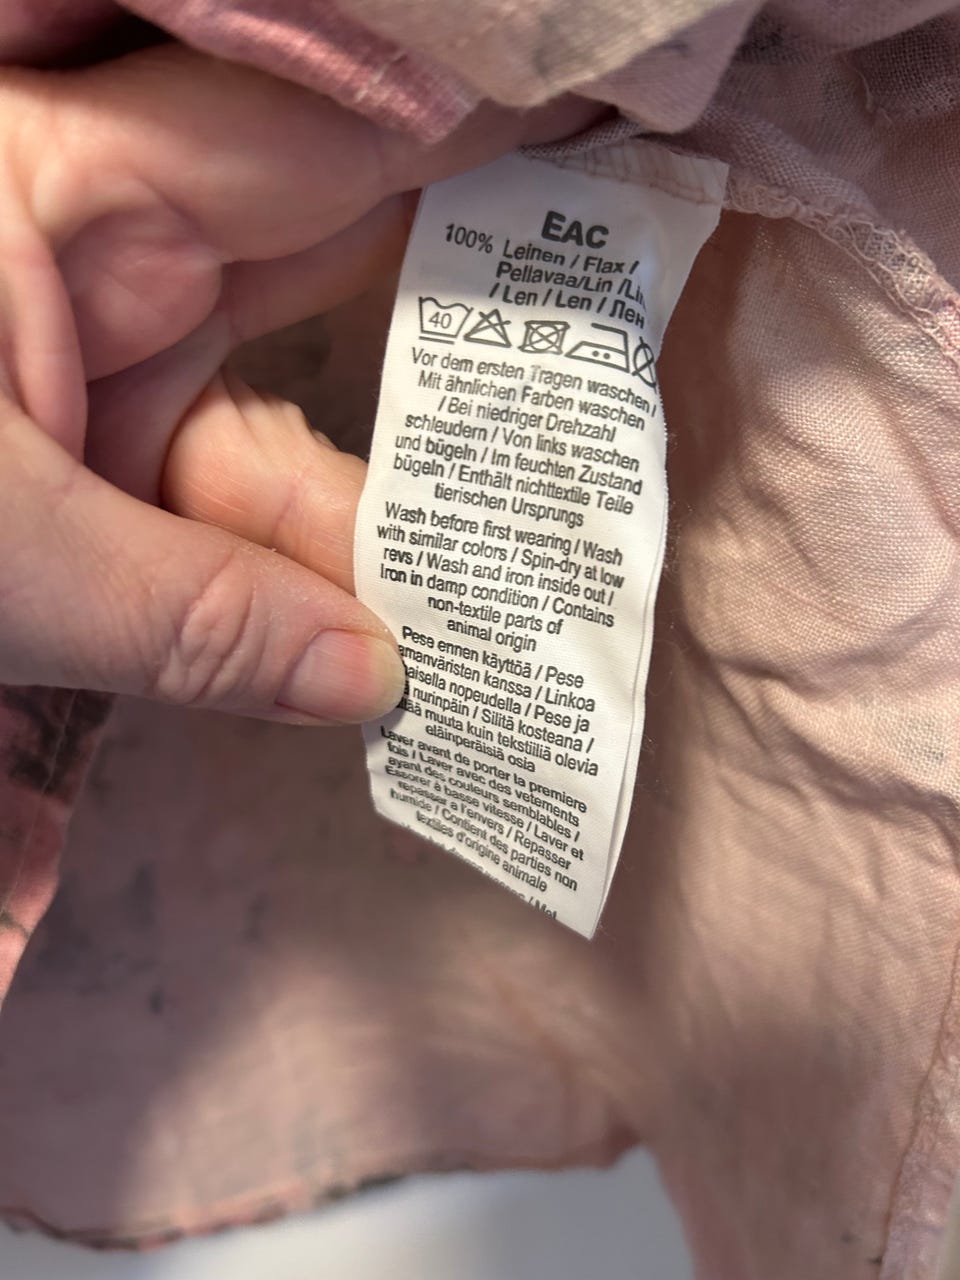 EAC
100% Leinen / Flax /
Pellavaa/Lin /
/ Len / Len / Лен
40
Vor dem ersten Tragen waschen /
Mit ähnlichen Farben waschen
/ Bei niedriger Drehzahl
schleudern / Von links waschen
und bügeln / Im feuchten Zustand
bügeln / Enthält nichttextile Teile
tierischen Ursprungs
Wash before first wearing / Wash
with similar colors / Spin-dry at low
revs / Wash and iron inside out /
Iron in damp condition / Contains
non-textile parts of
animal origin
Pese ennen käyttöä / Pese
kanssa / Linkoa
nopeudella / Pese ja
nurinpäin / Silitä kosteana /
muuta kuin tekstiiliä olevia
eläinperäisiä osia
Laver avant de porter la premiere
fois / Laver avec des vetements
ayant des couleurs semblables /
Essorer à basse vitesse / Laver et
repasser a l'envers / Repasser
humide / Contient des parties non
textiles d'origine animale